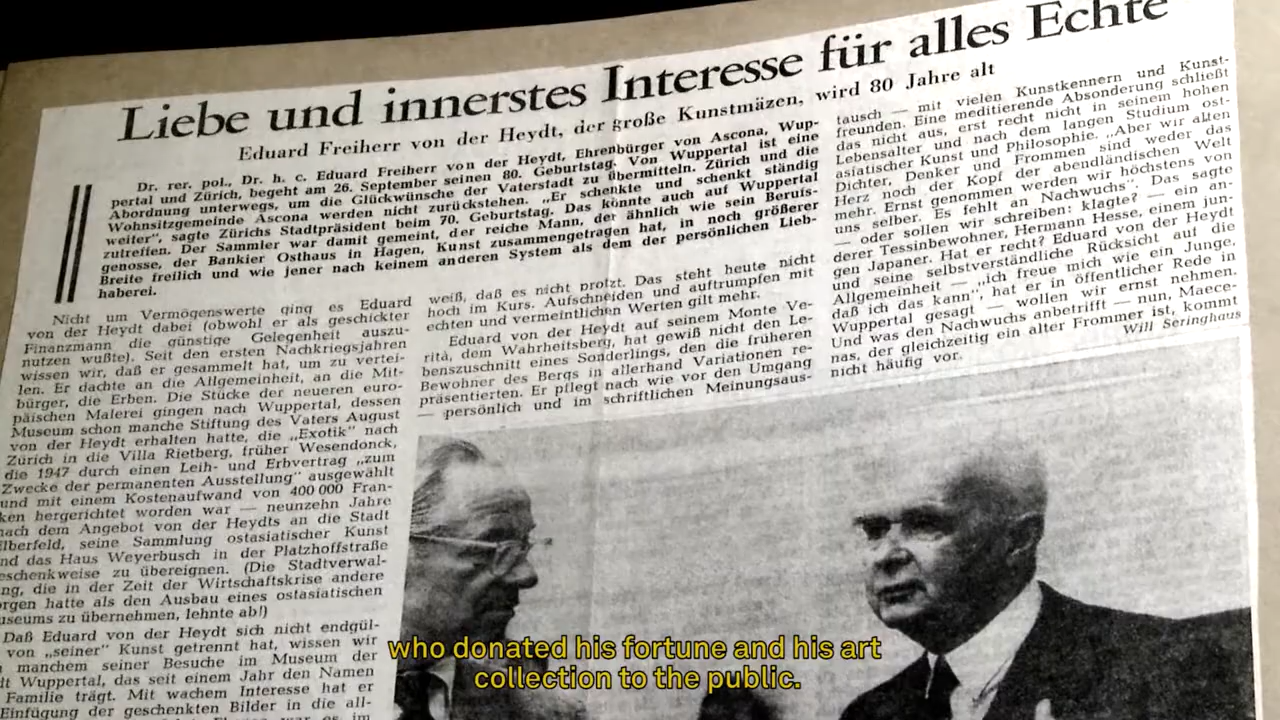 Liebe und innerstes Interesse für alles Echte
Eduard Freiherr von der Heydt, der große Kunstmäzen, wird 80 Jahre alt
Dr. rer. pol., Dr. h. c. Eduard Freiherr von der Heydt, Ehrenbürger von Ascona, Wup-
pertal und Zürich, begeht am 26. September seinen 80. Geburtstag. Von Wuppertal ist eine
Abordnung unterwegs, um die Glückwünsche der Vaterstadt zu übermitteln. Zürich und die
Wohnsitzgemeinde Ascona werden nicht zurückstehen. „Er schenkte und schenkt ständig
weiter“, sagte Zürichs Stadtpräsident beim 70. Geburtstag. Das könnte auch auf Wuppertal
zutreffen. Der Sammler war damit gemeint, der reiche Mann, der ähnlich wie sein Berufs-
genosse, der Bankier Osthaus in Hagen, Kunst zusammengetragen hat, in noch größerer
Breite freilich und wie jener nach keinem anderen System als dem der persönlichen Lieb-
haberei.
Nicht um Vermögenswerte ging es Eduard
von der Heydt dabei (obwohl er als geschickter
Finanzmann die günstige Gelegenheit auszu-
nutzen wußte). Seit den ersten Nachkriegsjahren
wissen wir, daß er gesammelt hat, um zu vertei-
len. Er dachte an die Allgemeinheit, an die Mit-
bürger, die Erben. Die Stücke der neueren euro-
päischen Malerei gingen nach Wuppertal, dessen
Museum schon manche Stiftung des Vaters August
von der Heydt erhalten hatte, die „Exotik“ nach
Zürich in die Villa Rietberg, früher Wesendonck,
die 1947 durch einen Leih- und Erbvertrag „zum
Zwecke der permanenten Ausstellung“ ausgewählt
und mit einem Kostenaufwand von 400 000 Fran-
ken hergerichtet worden war — neunzehn Jahre
nach dem Angebot von der Heydts an die Stadt
Elberfeld, seine Sammlung ostasiatischer Kunst
nd das Haus Weyerbusch in der Platzhoffstraße
eschenkweise zu übereignen. (Die Stadtverwal-
ng, die in der Zeit der Wirtschaftskrise andere
rgen hatte als den Ausbau eines ostasiatischen
useums zu übernehmen, lehnte ab!)
Daß Eduard von der Heydt sich nicht endgül-
von „seiner“ Kunst getrennt hat, wissen wir
manchem seiner Besuche im Museum der
dt Wuppertal, das seit einem Jahr den Namen
Familie trägt. Mit wachem Interesse hat er
Einfügung der geschenkten Bilder in die all-
weiß, daß es nicht protzt. Das steht heute nicht
hoch im Kurs. Aufschneiden und auftrumpfen mit
echten und vermeintlichen Werten gilt mehr.
Eduard von der Heydt auf seinem Monte Ve-
rità, dem Wahrheitsberg, hat gewiß nicht den Le-
benszuschnitt eines Sonderlings, den die früheren
Bewohner des Bergs in allerhand Variationen re-
präsentierten. Er pflegt nach wie vor den Umgang
— persönlich und im schriftlichen Meinungsaus-
tausch — mit vielen Kunstkennern und Kunst-
freunden. Eine meditierende Absonderung schließt
das nicht aus, erst recht nicht in seinem hohen
Lebensalter und nach dem langen Studium ost-
asiatischer Kunst und Philosophie. „Aber wir alten
Dichter, Denker und Frommen sind weder das
Herz noch der Kopf der abendländischen Welt
mehr. Ernst genommen werden wir höchstens von
uns selber. Es fehlt an Nachwuchs“. Das sagte
— oder sollen wir schreiben: klagte? — ein an-
derer Tessinbewohner, Hermann Hesse, einem jun-
gen Japaner. Hat er recht? Eduard von der Heydt
und seine selbstverständliche Rücksicht auf die
Allgemeinheit — „ich freue mich wie ein Junge,
daß ich das kann“, hat er in öffentlicher Rede in
Wuppertal gesagt — wollen wir ernst nehmen.
Und was den Nachwuchs anbetrifft — nun, Maece-
nas, der gleichzeitig ein alter Frommer ist, kommt
nicht häufig vor.
Will Seringhaus
who donated his fortune and his art
collection to the public.